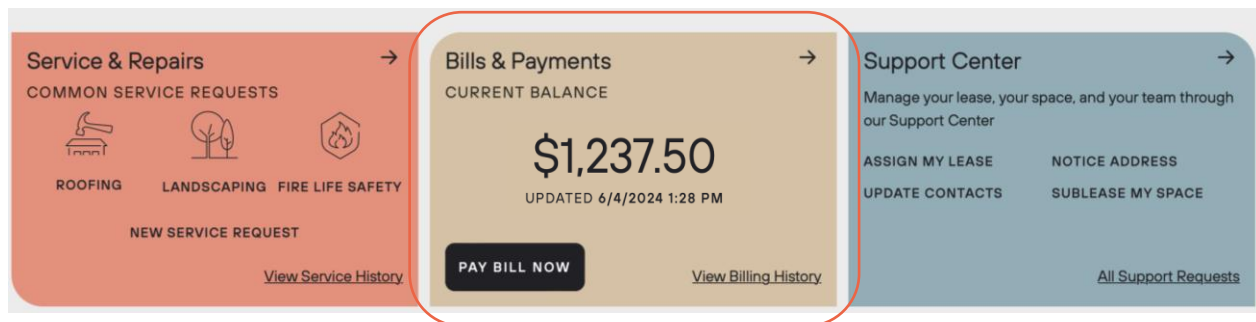 Service & Repairs
COMMON SERVICE REQUESTS
ROOFING
LANDSCAPING
FIRE LIFE SAFETY
NEW SERVICE REQUEST
View Service History
Bills & Payments
CURRENT BALANCE
$1,237.50
UPDATED 6/4/2024 1:28 PM
PAY BILL NOW
View Billing History
Support Center
Manage your lease, your space, and your team through
our Support Center
ASSIGN MY LEASE
NOTICE ADDRESS
UPDATE CONTACTS
SUBLEASE MY SPACE
All Support Requests